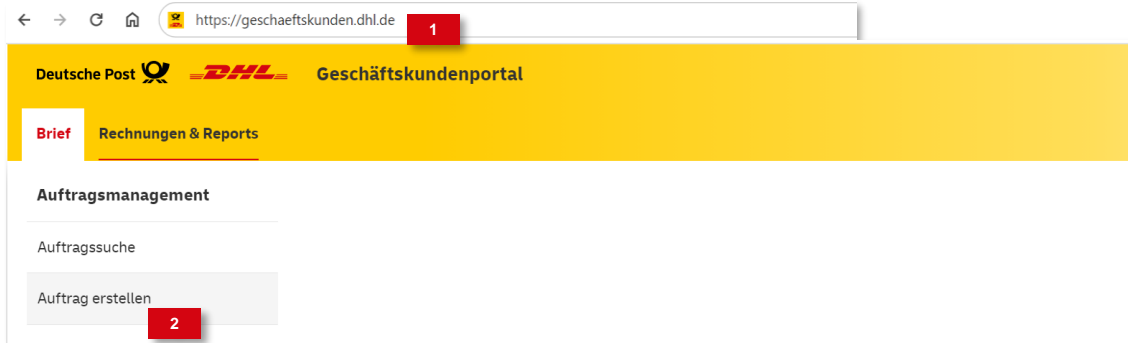 https://geschaeftskunden.dhl.de
1
Deutsche Post DHL Geschäftskundenportal
Brief Rechnungen & Reports
Auftragsmanagement
Auftragssuche
Auftrag erstellen
2